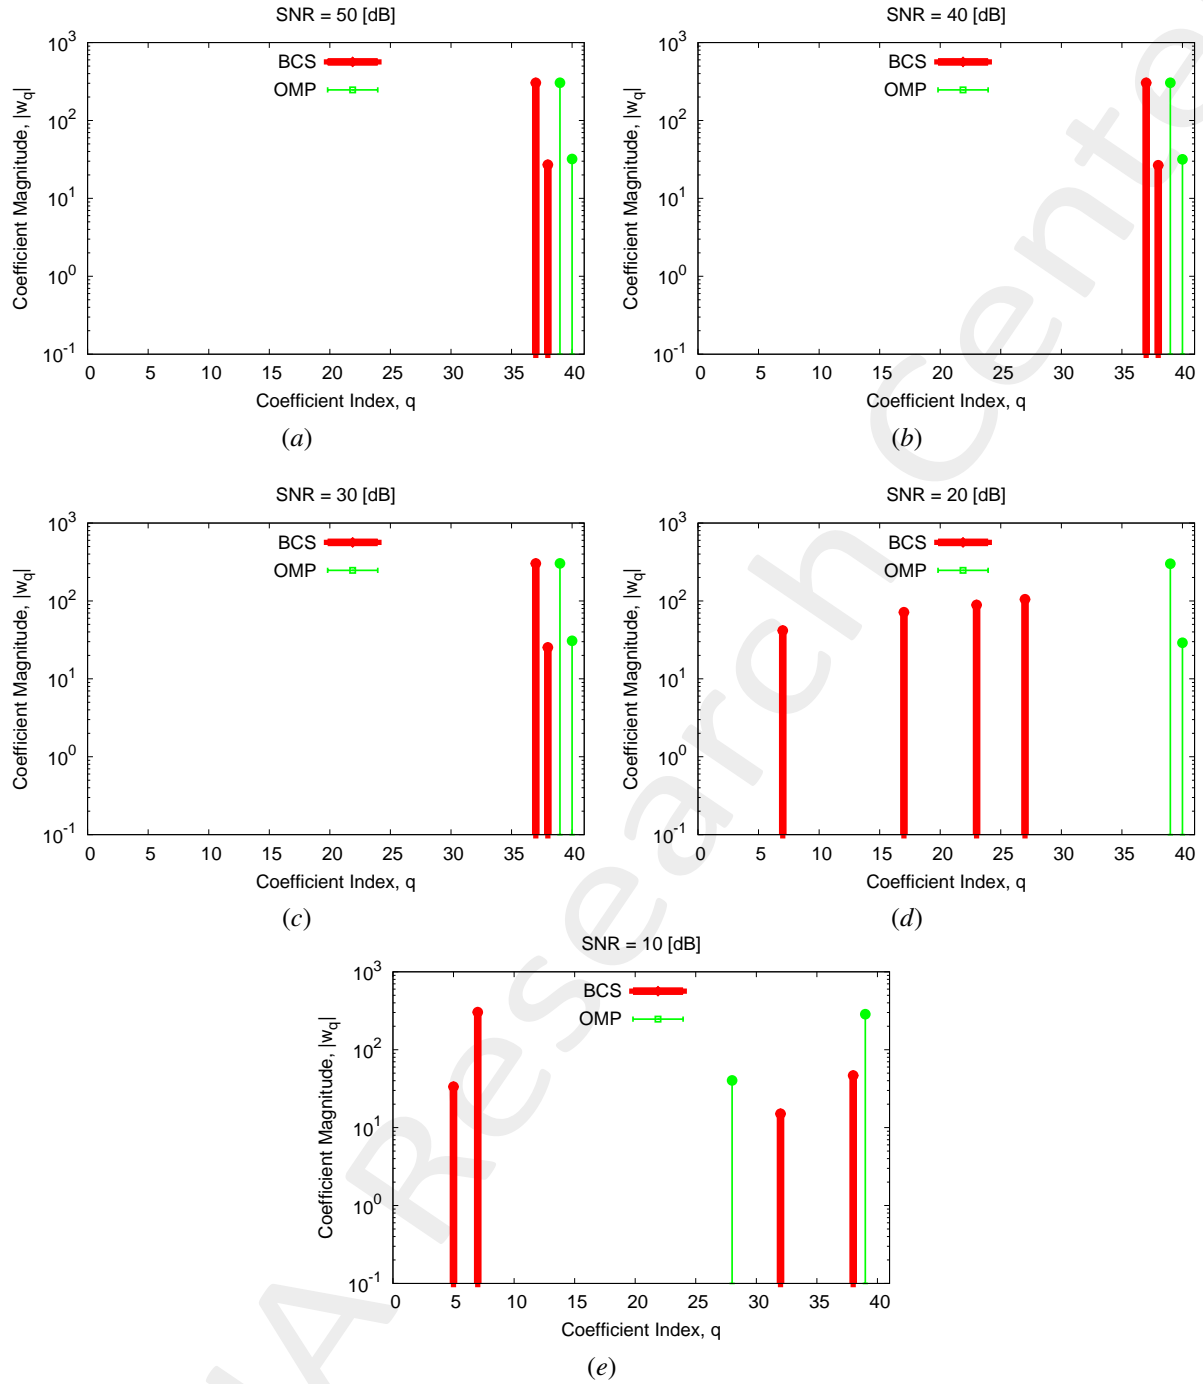 SNR = 50 [dB]
10^3
10^2
10^1
10^0
10^-1
Coefficient Magnitude, |w_q|
BCS
OMP
0 5 10 15 20 25 30 35 40
Coefficient Index, q
(a)
SNR = 40 [dB]
10^3
10^2
10^1
10^0
10^-1
Coefficient Magnitude, |w_q|
BCS
OMP
0 5 10 15 20 25 30 35 40
Coefficient Index, q
(b)
SNR = 30 [dB]
10^3
10^2
10^1
10^0
10^-1
Coefficient Magnitude, |w_q|
BCS
OMP
0 5 10 15 20 25 30 35 40
Coefficient Index, q
(c)
SNR = 20 [dB]
10^3
10^2
10^1
10^0
10^-1
Coefficient Magnitude, |w_q|
BCS
OMP
0 5 10 15 20 25 30 35 40
Coefficient Index, q
(d)
SNR = 10 [dB]
10^3
10^2
10^1
10^0
10^-1
Coefficient Magnitude, |w_q|
BCS
OMP
0 5 10 15 20 25 30 35 40
Coefficient Index, q
(e)
Research Cente